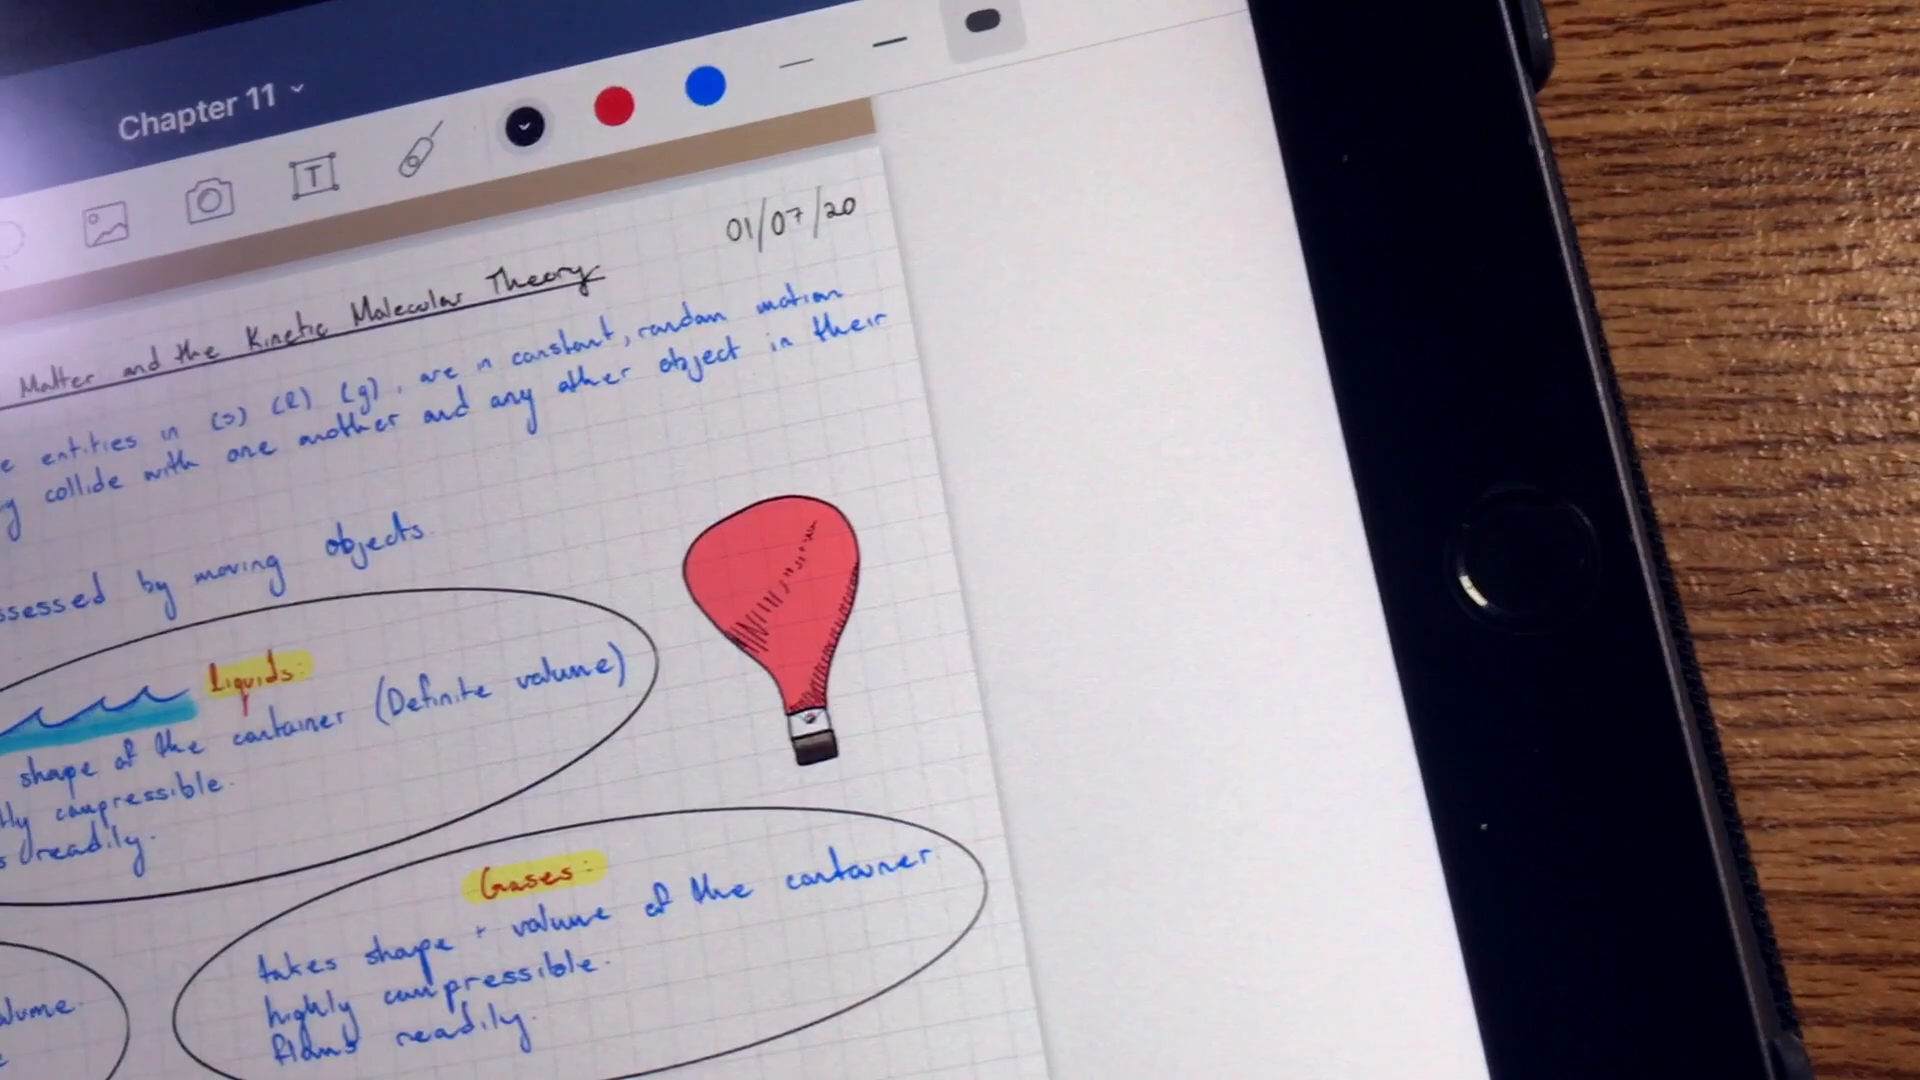 Chapter 11
T
01/07/20
Matter and the Kinetic Molecular Theory
entities in (s) (l) (g), are in constant, random motion
collide with one another and any other object in their
ssessed by moving objects.
Liquids:
shape of the container (Definite volume)
tly compressible.
s readily.
Gases:
takes shape + volume of the container.
highly compressible.
flows readily.
olume